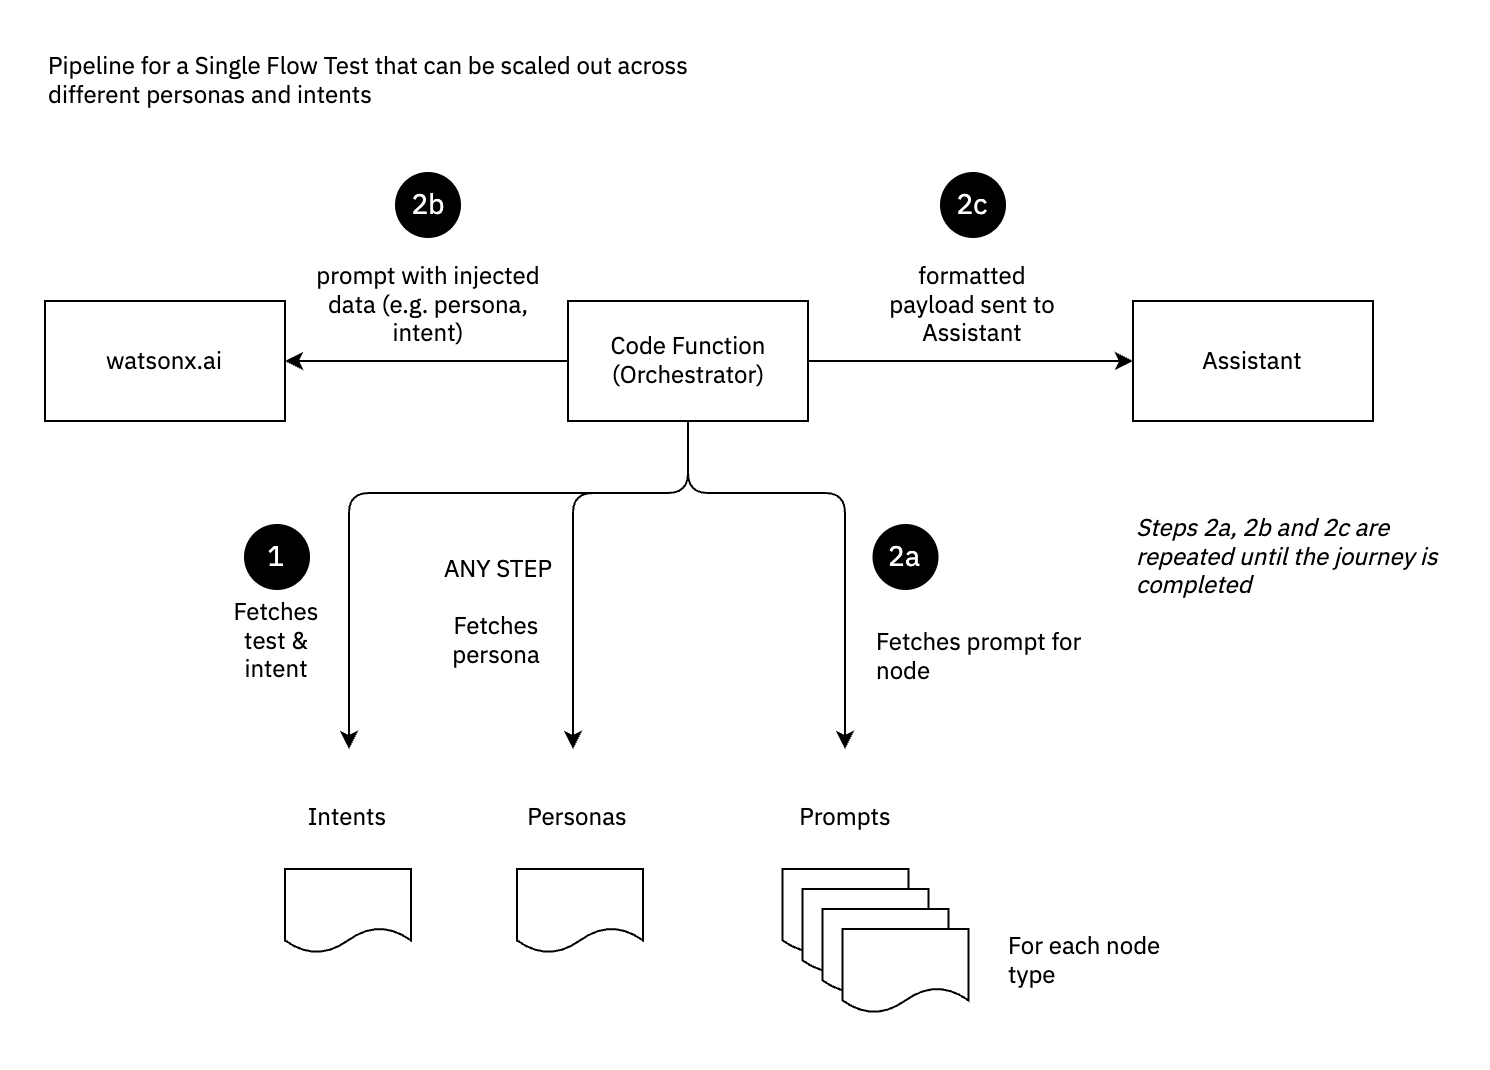 Pipeline for a Single Flow Test that can be scaled out across
different personas and intents
2b
2c
prompt with injected
data (e.g. persona,
intent)
formatted
payload sent to
Assistant
watsonx.ai
Code Function
(Orchestrator)
Assistant
1
Fetches
test &
intent
ANY STEP
Fetches
persona
2a
Fetches prompt for
node
Steps 2a, 2b and 2c are
repeated until the journey is
completed
Intents
Personas
Prompts
For each node
type